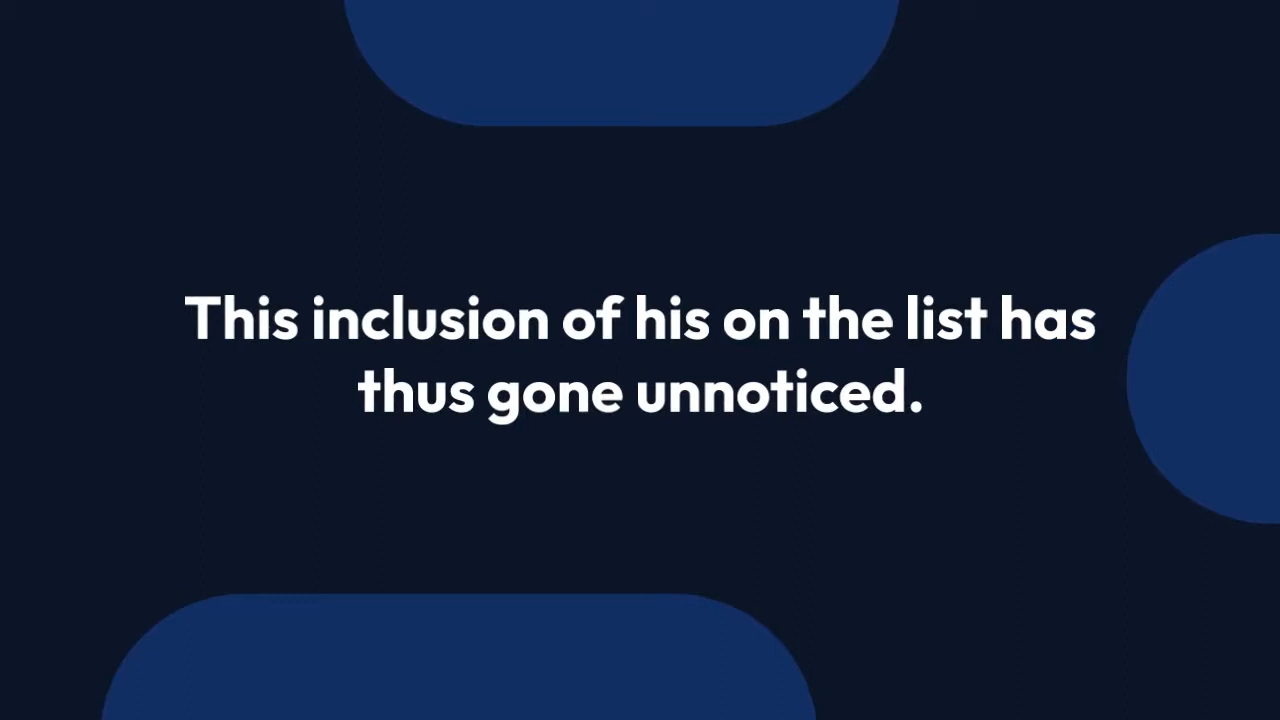 This inclusion of his on the list has
thus gone unnoticed.